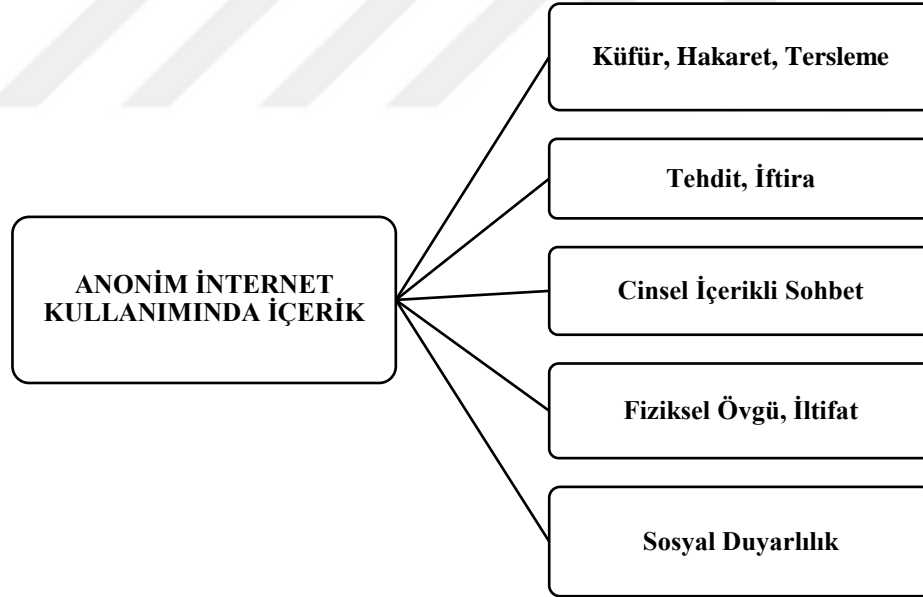 Küfür, Hakaret, Tersleme
Tehdit, İftira
ANONİM İNTERNET
KULLANIMINDA İÇERİK
Cinsel İçerikli Sohbet
Fiziksel Övgü, İltifat
Sosyal Duyarlılık